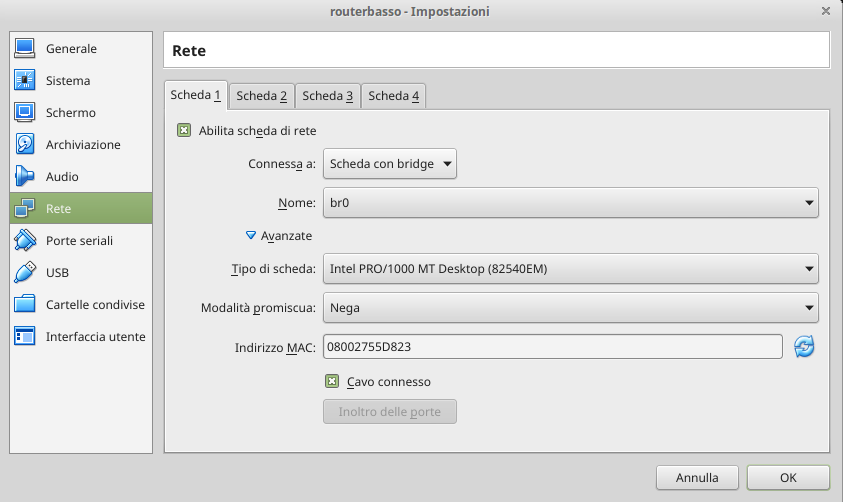 routerbasso - Impostazioni
Generale
Sistema
Schermo
Archiviazione
Audio
Rete
Porte seriali
USB
Cartelle condivise
Interfaccia utente
Rete
Scheda 1 Scheda 2 Scheda 3 Scheda 4
Abilita scheda di rete
Connessa a: Scheda con bridge
Nome: br0
Avanzate
Tipo di scheda: Intel PRO/1000 MT Desktop (82540EM)
Modalità promiscua: Nega
Indirizzo MAC: 08002755D823
Cavo connesso
Inoltro delle porte
Annulla OK